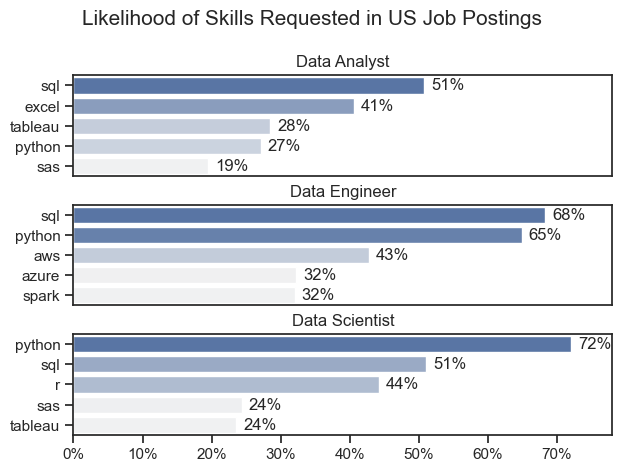 Likelihood of Skills Requested in US Job Postings
Data Analyst
sql 51%
excel 41%
tableau 28%
python 27%
sas 19%
Data Engineer
sql 68%
python 65%
aws 43%
azure 32%
spark 32%
Data Scientist
python 72%
sql 51%
r 44%
sas 24%
tableau 24%
0% 10% 20% 30% 40% 50% 60% 70%